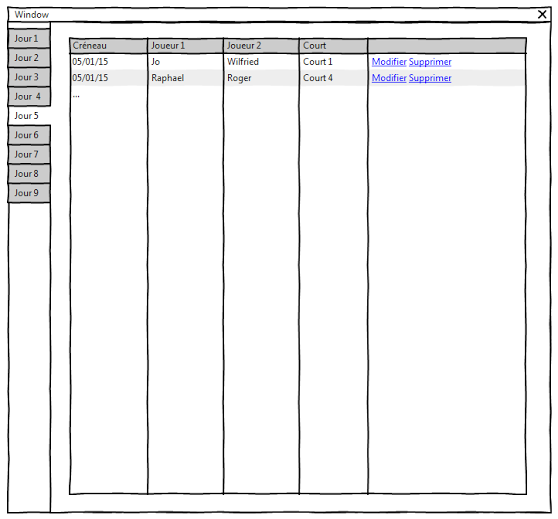 Window
Jour 1
Jour 2
Jour 3
Jour 4
Jour 5
Jour 6
Jour 7
Jour 8
Jour 9
Créneau Joueur 1 Joueur 2 Court
05/01/15 Jo Wilfried Court 1 Modifier Supprimer
05/01/15 Raphael Roger Court 4 Modifier Supprimer
...